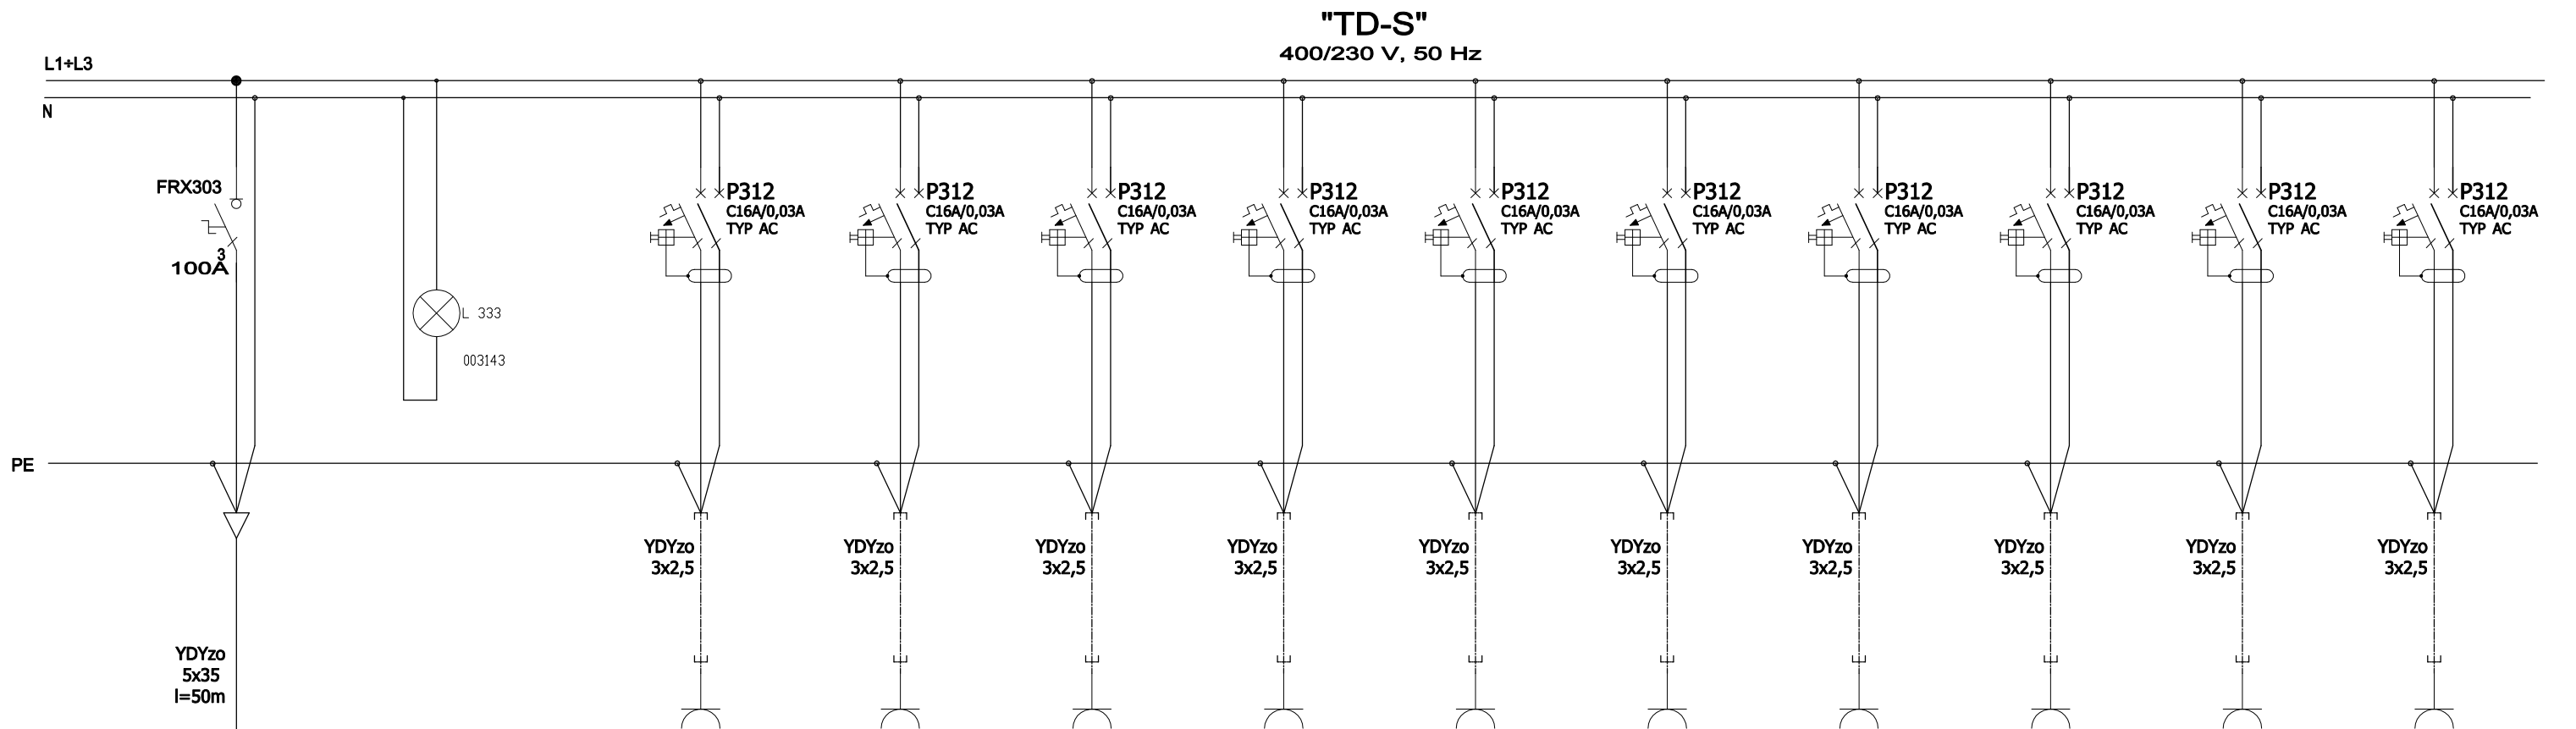 "TD-S"
400/230 V, 50 Hz
L1÷L3
N
FRX303
3
100A
L 333
003143
P312
C16A/0,03A
TYP AC
P312
C16A/0,03A
TYP AC
P312
C16A/0,03A
TYP AC
P312
C16A/0,03A
TYP AC
P312
C16A/0,03A
TYP AC
P312
C16A/0,03A
TYP AC
P312
C16A/0,03A
TYP AC
P312
C16A/0,03A
TYP AC
P312
C16A/0,03A
TYP AC
P312
C16A/0,03A
TYP AC
PE
YDYzo
5x35
l=50m
YDYzo
3x2,5
YDYzo
3x2,5
YDYzo
3x2,5
YDYzo
3x2,5
YDYzo
3x2,5
YDYzo
3x2,5
YDYzo
3x2,5
YDYzo
3x2,5
YDYzo
3x2,5
YDYzo
3x2,5